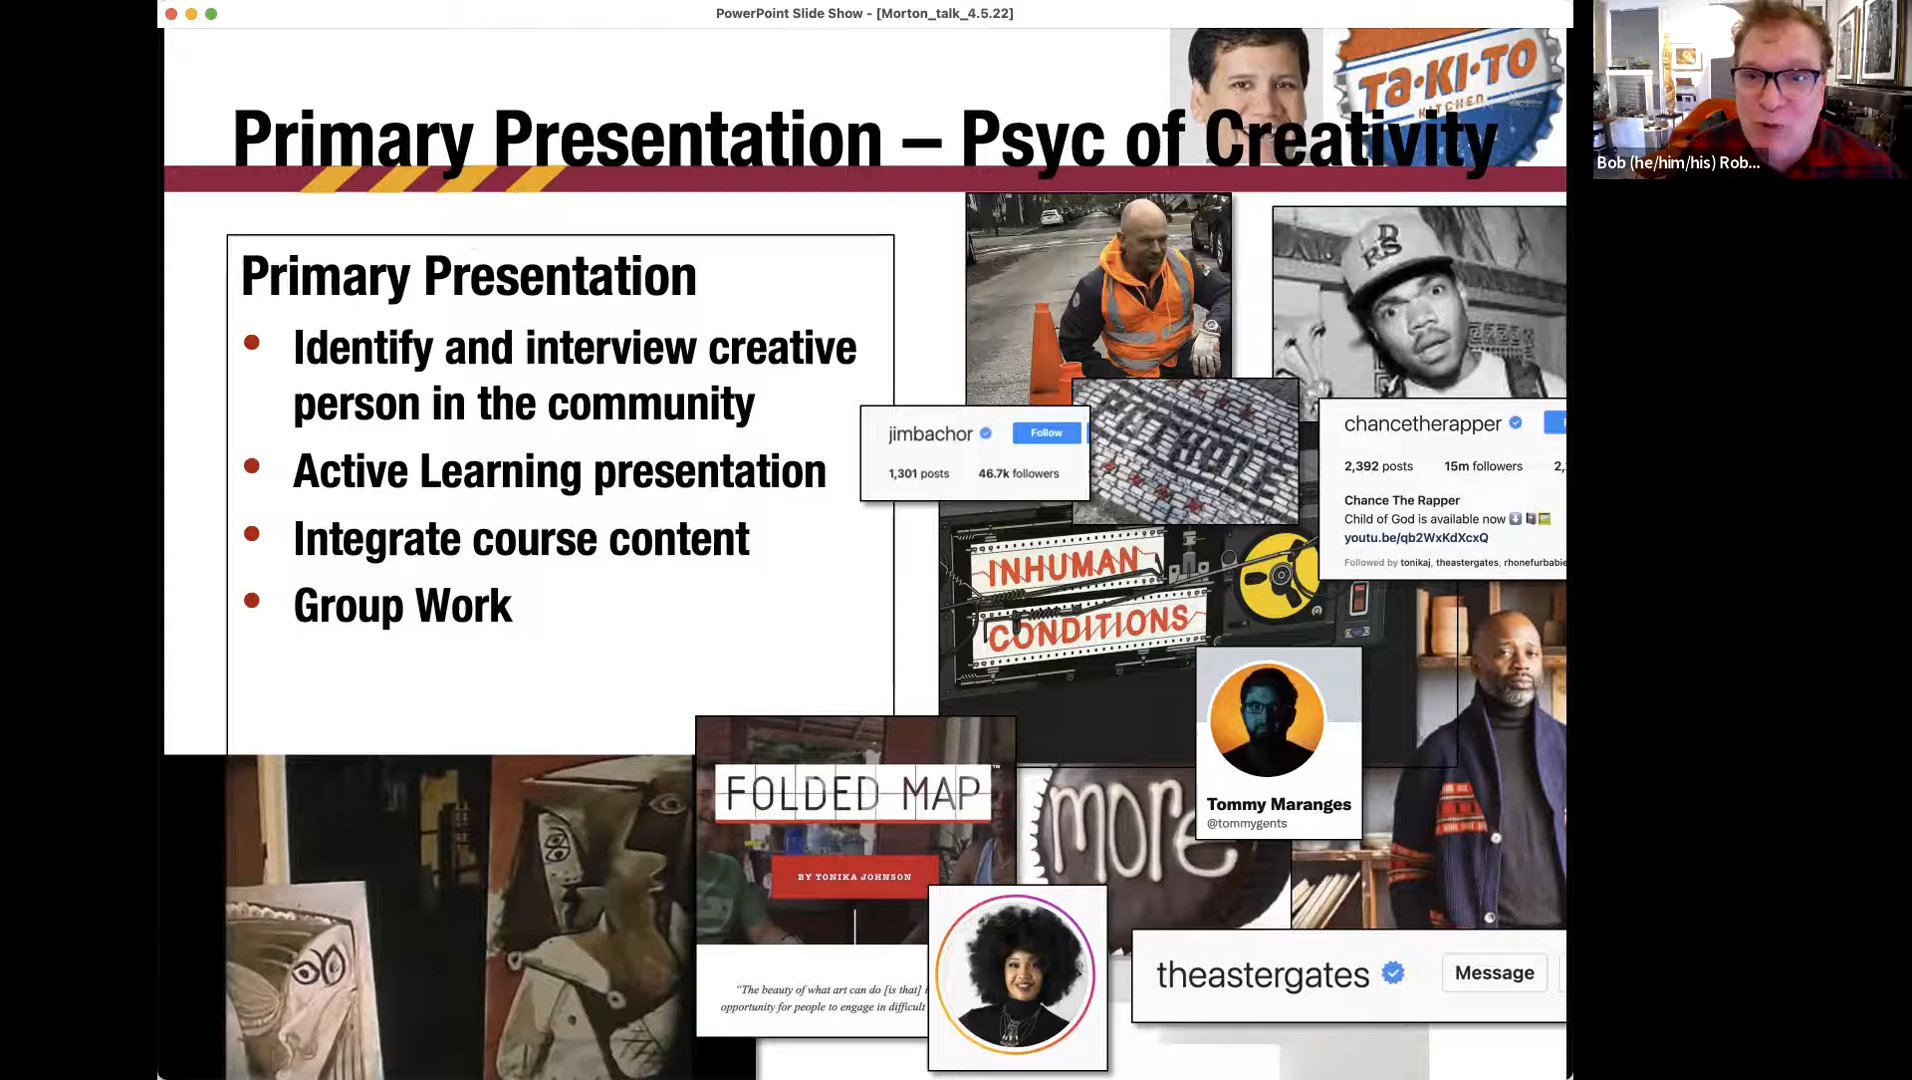 PowerPoint Slide Show - [Morton_talk_4.5.22]
TA·KI·TO
KITCHEN
Primary Presentation – Psyc of Creativity
Bob (he/him/his) Rob...
Primary Presentation
• Identify and interview creative
person in the community
• Active Learning presentation
• Integrate course content
• Group Work
DRS
jimbachor
Follow
1,301 posts 46.7k followers
POTHOLE
chancetherapper
2,392 posts 15m followers 2,
Chance The Rapper
Child of God is available now
youtu.be/qb2WxKdXcxQ
Followed by tonikaj, theastergates, rhonefurbabie
INHUMAN
CONDITIONS
Tommy Maranges
@tommygents
FOLDED MAP™
BY TONIKA JOHNSON
more
"The beauty of what art can do [is that]
opportunity for people to engage in difficult
theastergates
Message